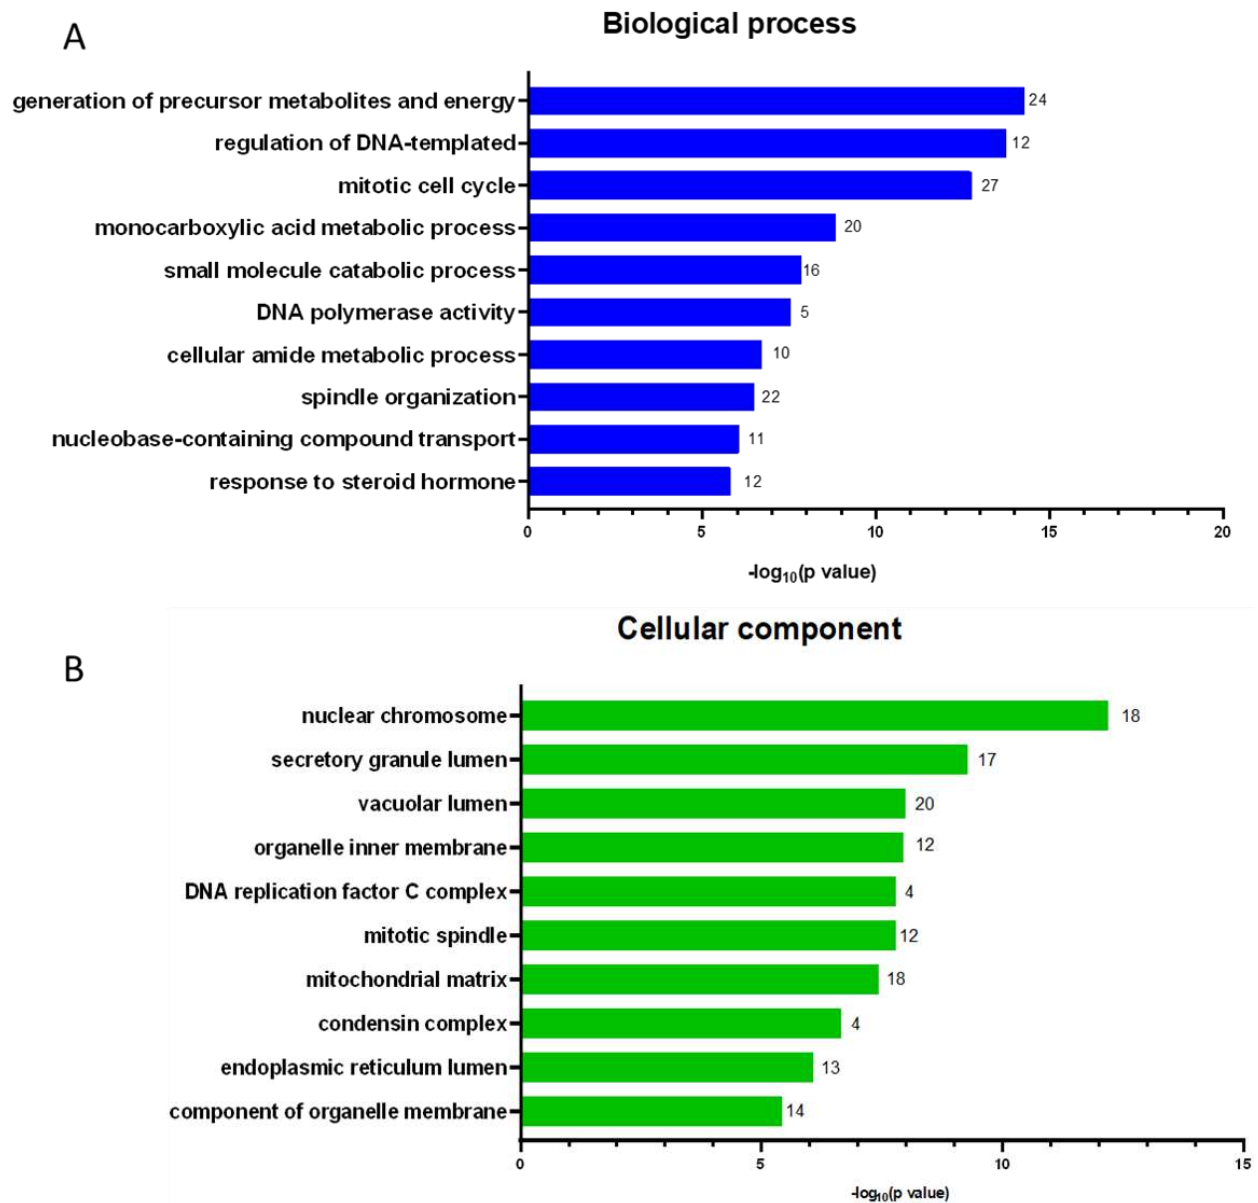 A
Biological process
generation of precursor metabolites and energy 24
regulation of DNA-templated 12
mitotic cell cycle 27
monocarboxylic acid metabolic process 20
small molecule catabolic process 16
DNA polymerase activity 5
cellular amide metabolic process 10
spindle organization 22
nucleobase-containing compound transport 11
response to steroid hormone 12
0 5 10 15 20
-log₁₀(p value)
Cellular component
B
nuclear chromosome 18
secretory granule lumen 17
vacuolar lumen 20
organelle inner membrane 12
DNA replication factor C complex 4
mitotic spindle 12
mitochondrial matrix 18
condensin complex 4
endoplasmic reticulum lumen 13
component of organelle membrane 14
0 5 10 15
-log₁₀(p value)